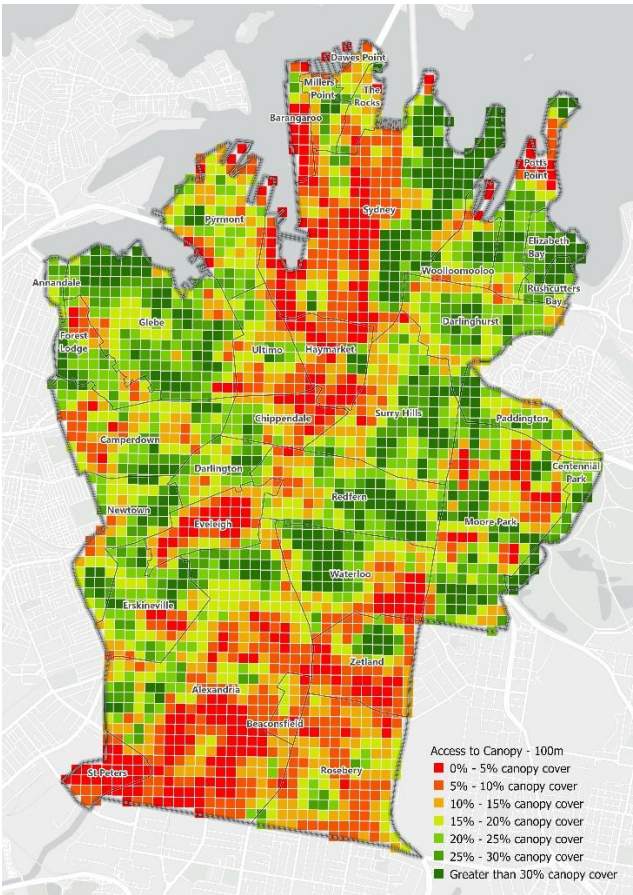 Dawes Point
Millers
Point
The
Rocks
Barangaroo
Potts
Point
Sydney
Pyrmont
Elizabeth
Bay
Woolloomooloo
Annandale
Rushcutters
Bay
Glebe
Darlinghurst
Forest
Lodge
Ultimo
Haymarket
Chippendale
Surry Hills
Paddington
Camperdown
Darlington
Centennial
Park
Redfern
Newtown
Eveleigh
Moore Park
Waterloo
Erskineville
Zetland
Alexandria
Beaconsfield
St Peters
Rosebery
Access to Canopy - 100m
0% - 5% canopy cover
5% - 10% canopy cover
10% - 15% canopy cover
15% - 20% canopy cover
20% - 25% canopy cover
25% - 30% canopy cover
Greater than 30% canopy cover